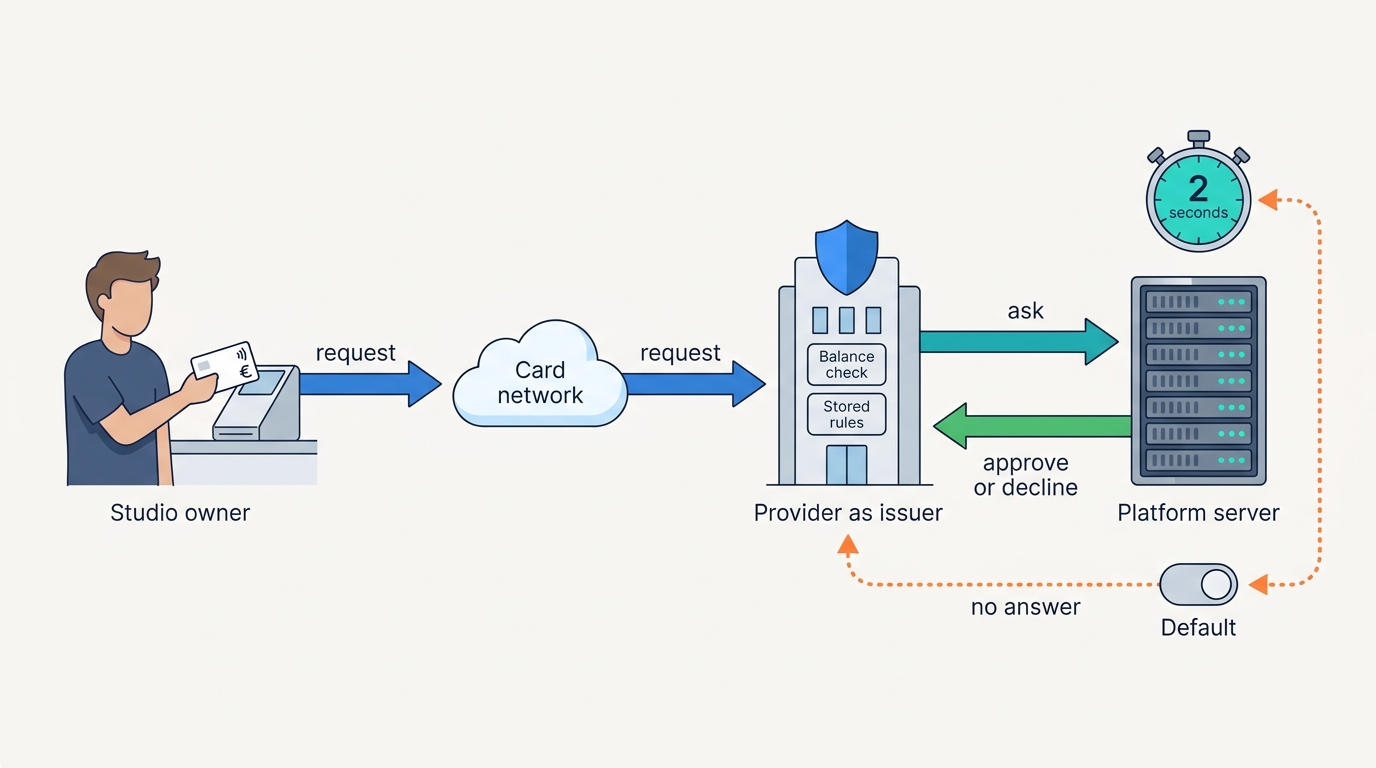 2
seconds
request
Card
network
request
Balance
check
Stored
rules
ask
approve
or decline
€
Studio owner
Provider as issuer
Platform server
no answer
Default